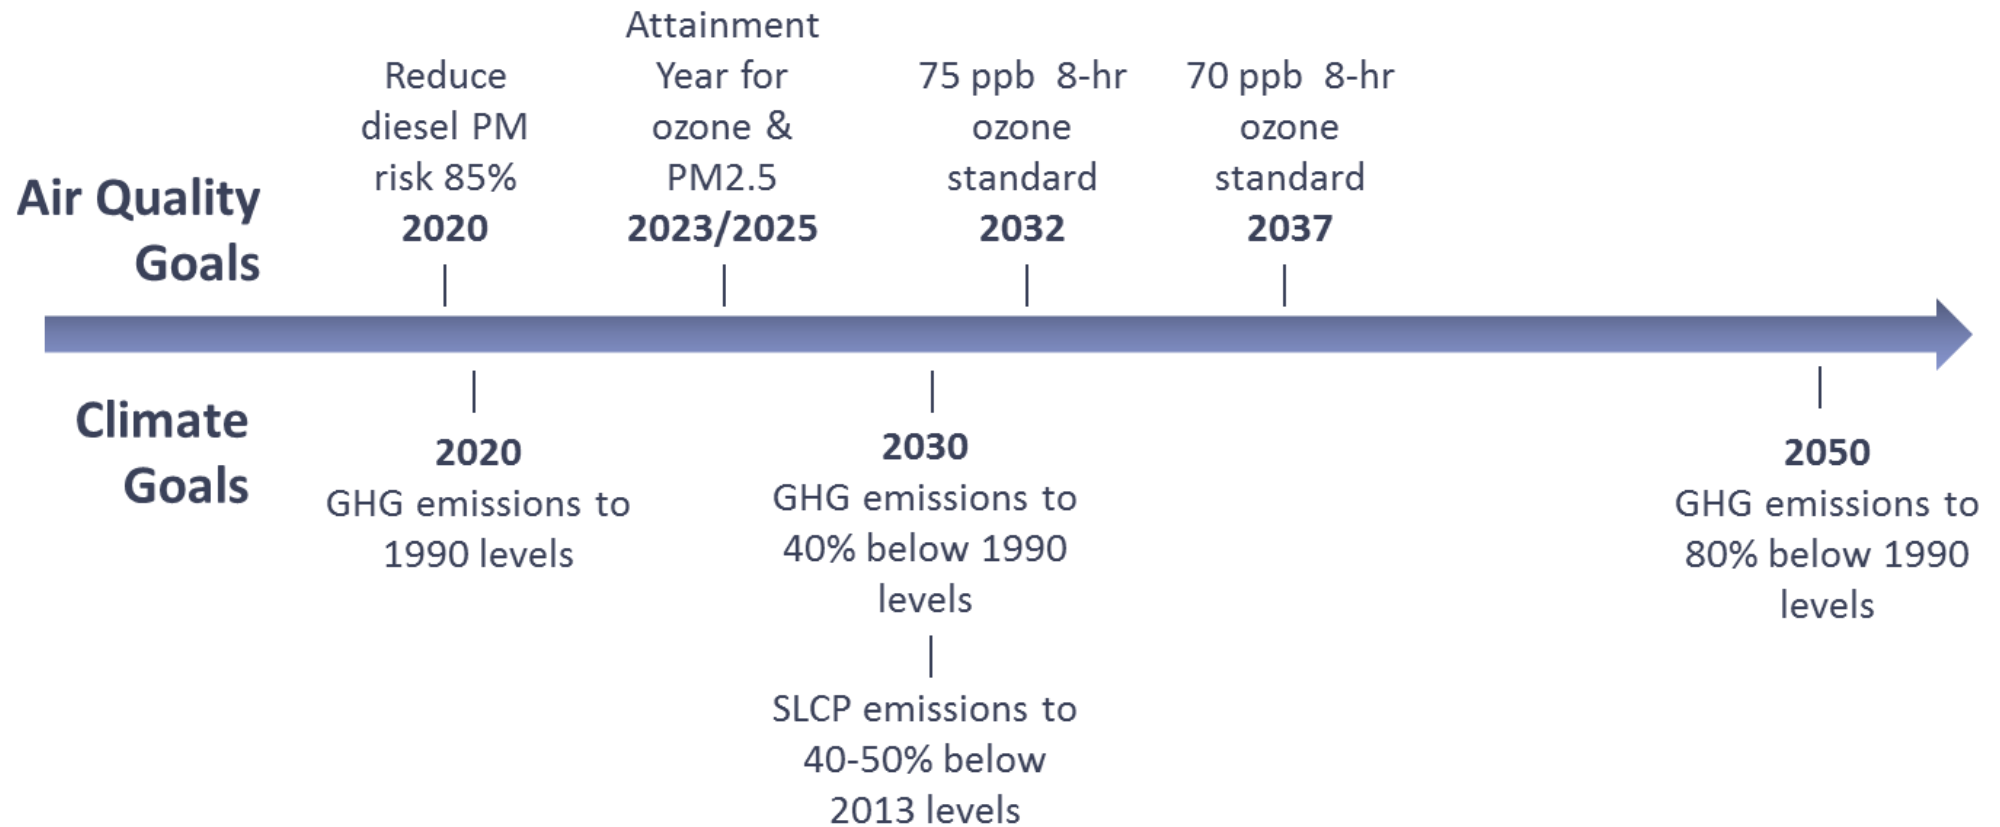 Air Quality
Goals
Reduce
diesel PM
risk 85%
2020
Attainment
Year for
ozone &
PM2.5
2023/2025
75 ppb 8-hr
ozone
standard
2032
70 ppb 8-hr
ozone
standard
2037
Climate
Goals
2020
GHG emissions to
1990 levels
2030
GHG emissions to
40% below 1990
levels
SLCP emissions to
40-50% below
2013 levels
2050
GHG emissions to
80% below 1990
levels